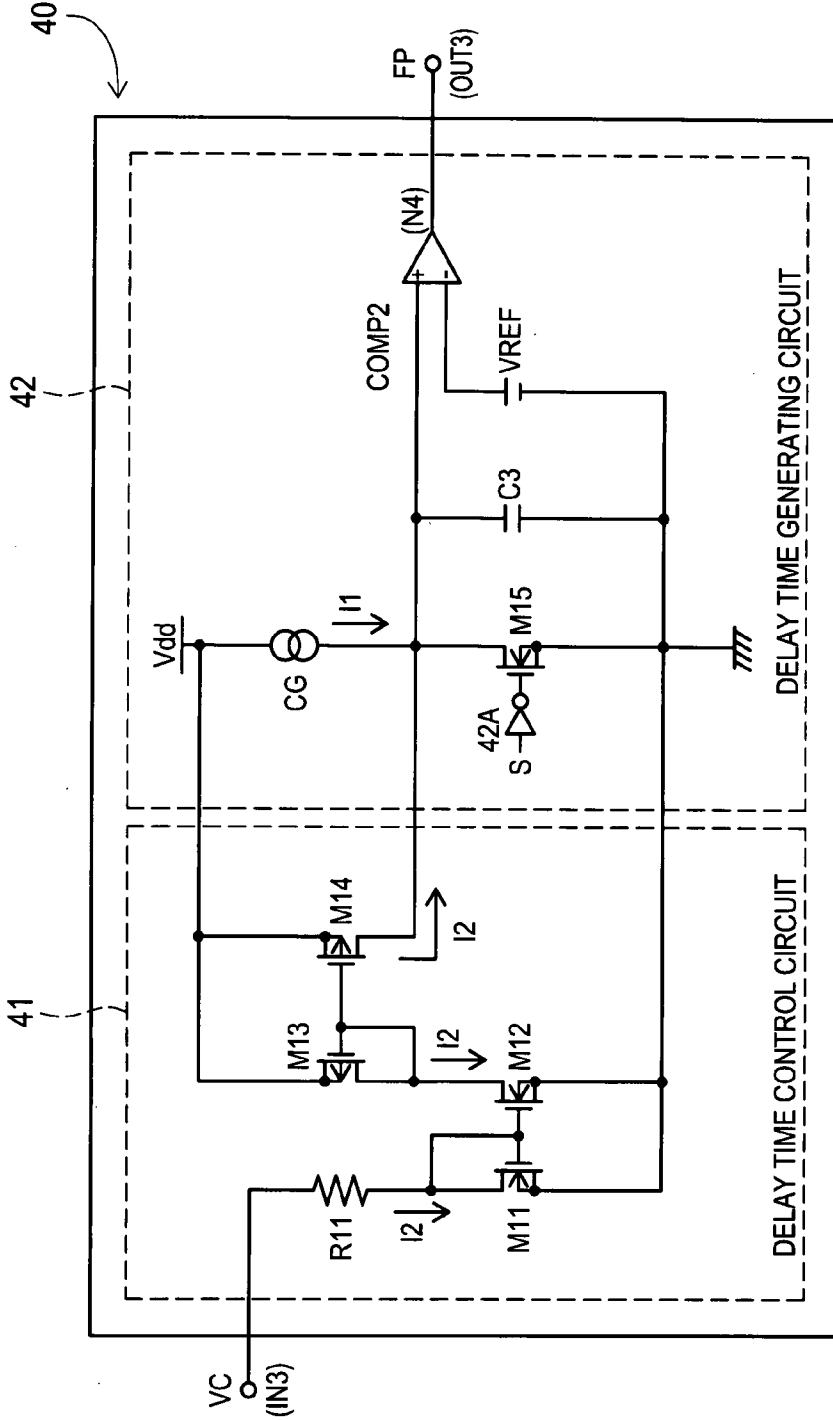 40
41
42
VC
(IN3)
R11
I2
M11
M12
I2
M13
M14
I2
Vdd
CG
I1
S
42A
M15
C3
VREF
COMP2
+
-
(N4)
FP
(OUT3)
DELAY TIME CONTROL CIRCUIT
DELAY TIME GENERATING CIRCUIT